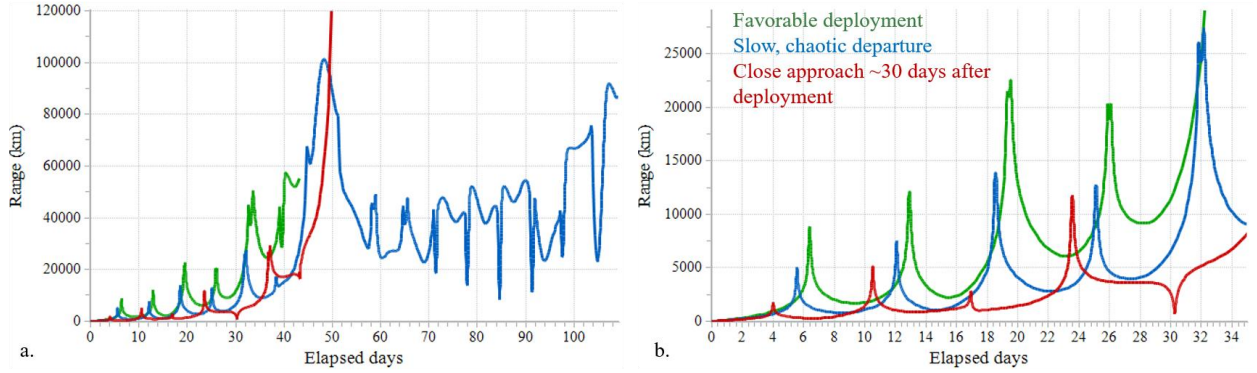 120000
100000
80000
60000
40000
20000
0
Range (km)
0 10 20 30 40 50 60 70 80 90 100
Elapsed days
a.
Favorable deployment
Slow, chaotic departure
Close approach ~30 days after
deployment
25000
20000
15000
10000
5000
0
Range (km)
0 2 4 6 8 10 12 14 16 18 20 22 24 26 28 30 32 34
Elapsed days
b.